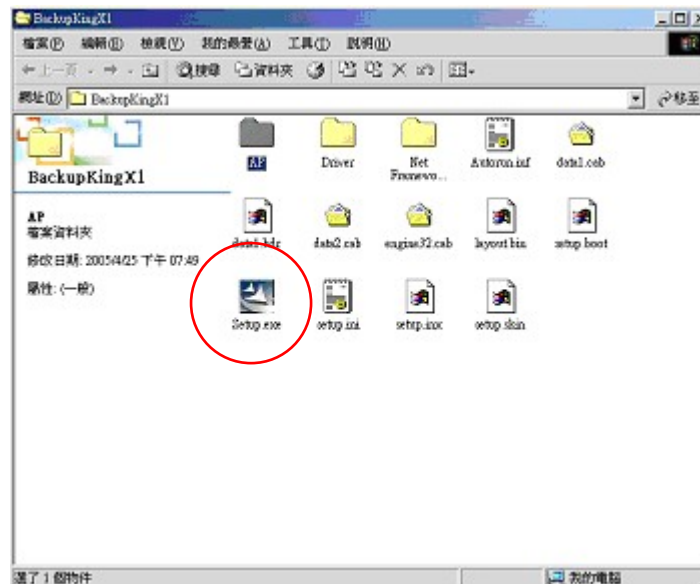 BackupKingX1
檔案(F) 編輯(E) 檢視(V) 我的最愛(A) 工具(T) 說明(H)
上一頁 搜尋 資料夾
網址(D) BackupKingX1 移至
BackupKingX1
AP
檔案資料夾
修改日期: 2005/4/25 下午 07:49
屬性: (一般)
AP Driver Net Framewo... Autorun.inf data1.cab
data1.hdr data2.cab engine32.cab layout.bin setup.boot
Setup.exe setup.ini setup.inx setup.skin
選了 1 個物件 我的電腦